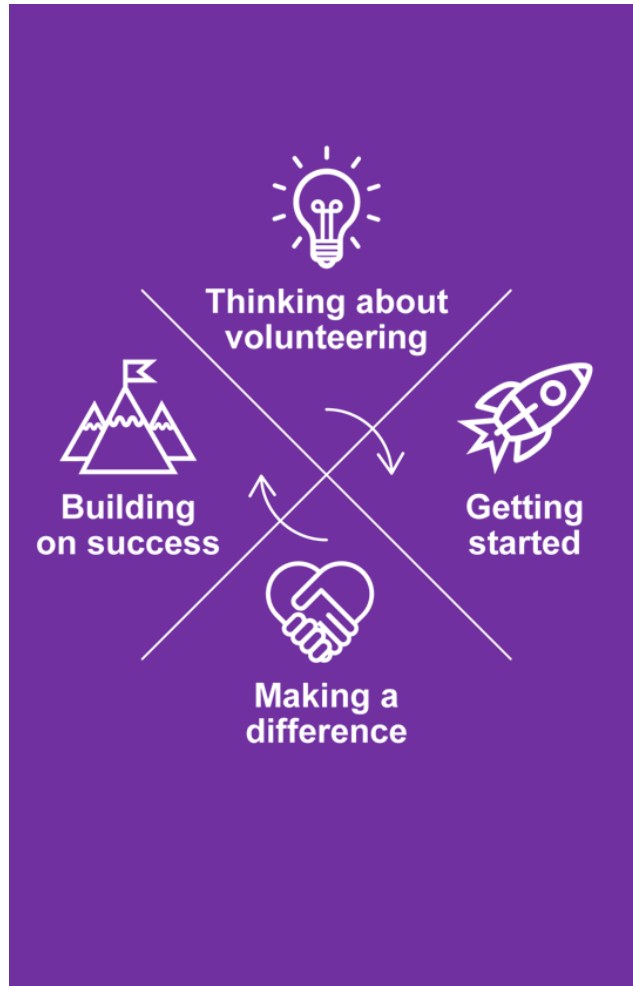 Thinking about
volunteering
Getting
started
Making a
difference
Building
on success